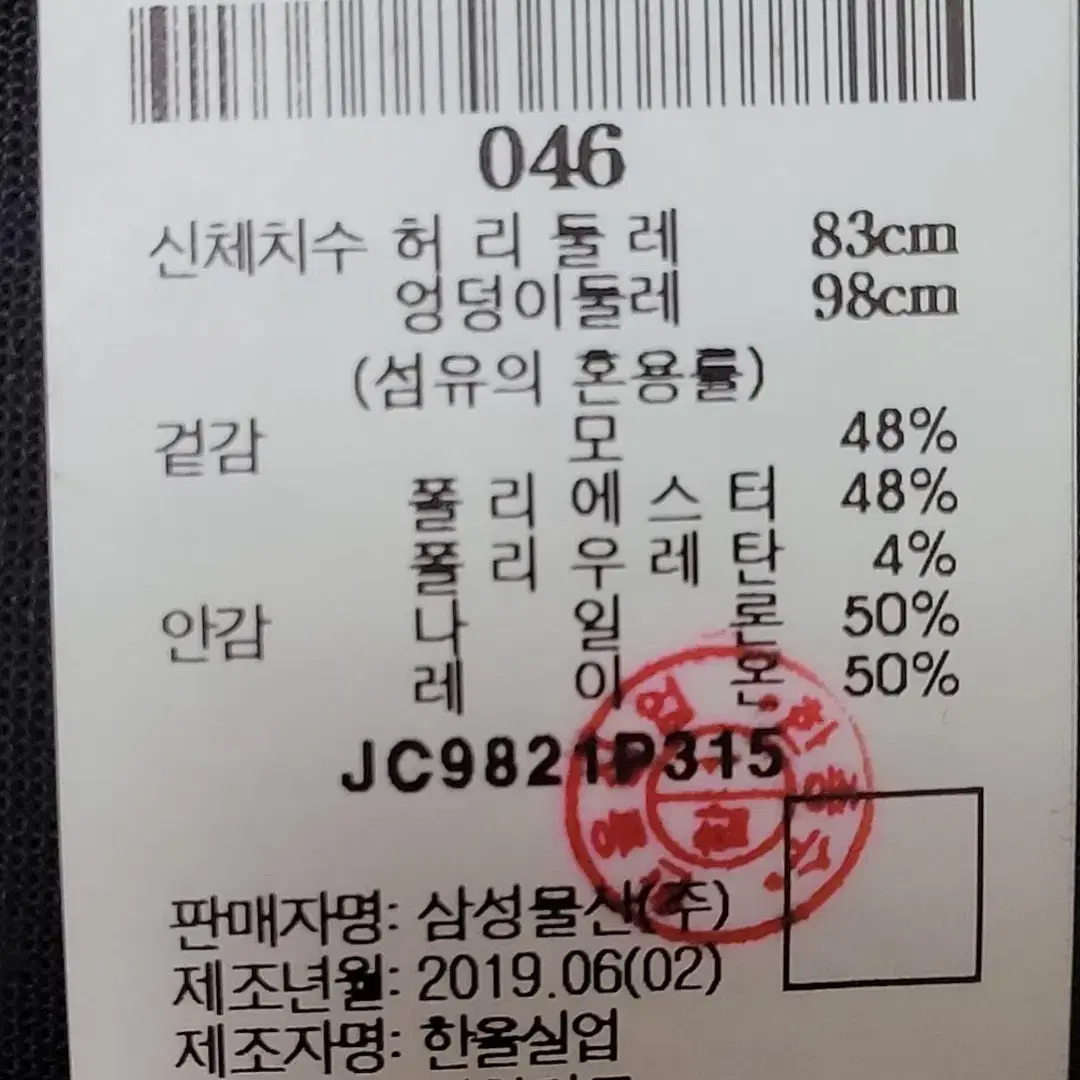 046
신체치수 허 리 둘 레 83cm
엉덩이둘레 98cm
(섬유의 혼용률)
겉감 모 48%
폴 리 에 스 터 48%
폴 리 우 레 탄 4%
안감 나 일 론 50%
레 이 온 50%
JC9821P315
판매자명: 삼성물산(주)
제조년월: 2019.06(02)
제조자명: 한올실업